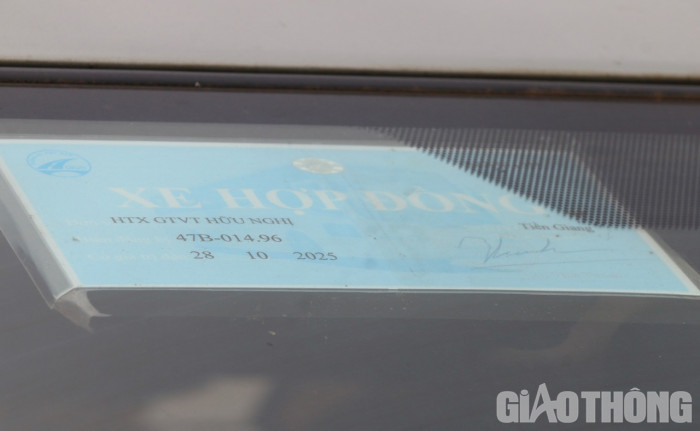 XE HỢP ĐỒNG
HTX GTVT HỮU NGHỊ Tiền Giang
47B-014.96
28 10 2025
GIAOTHÔNG